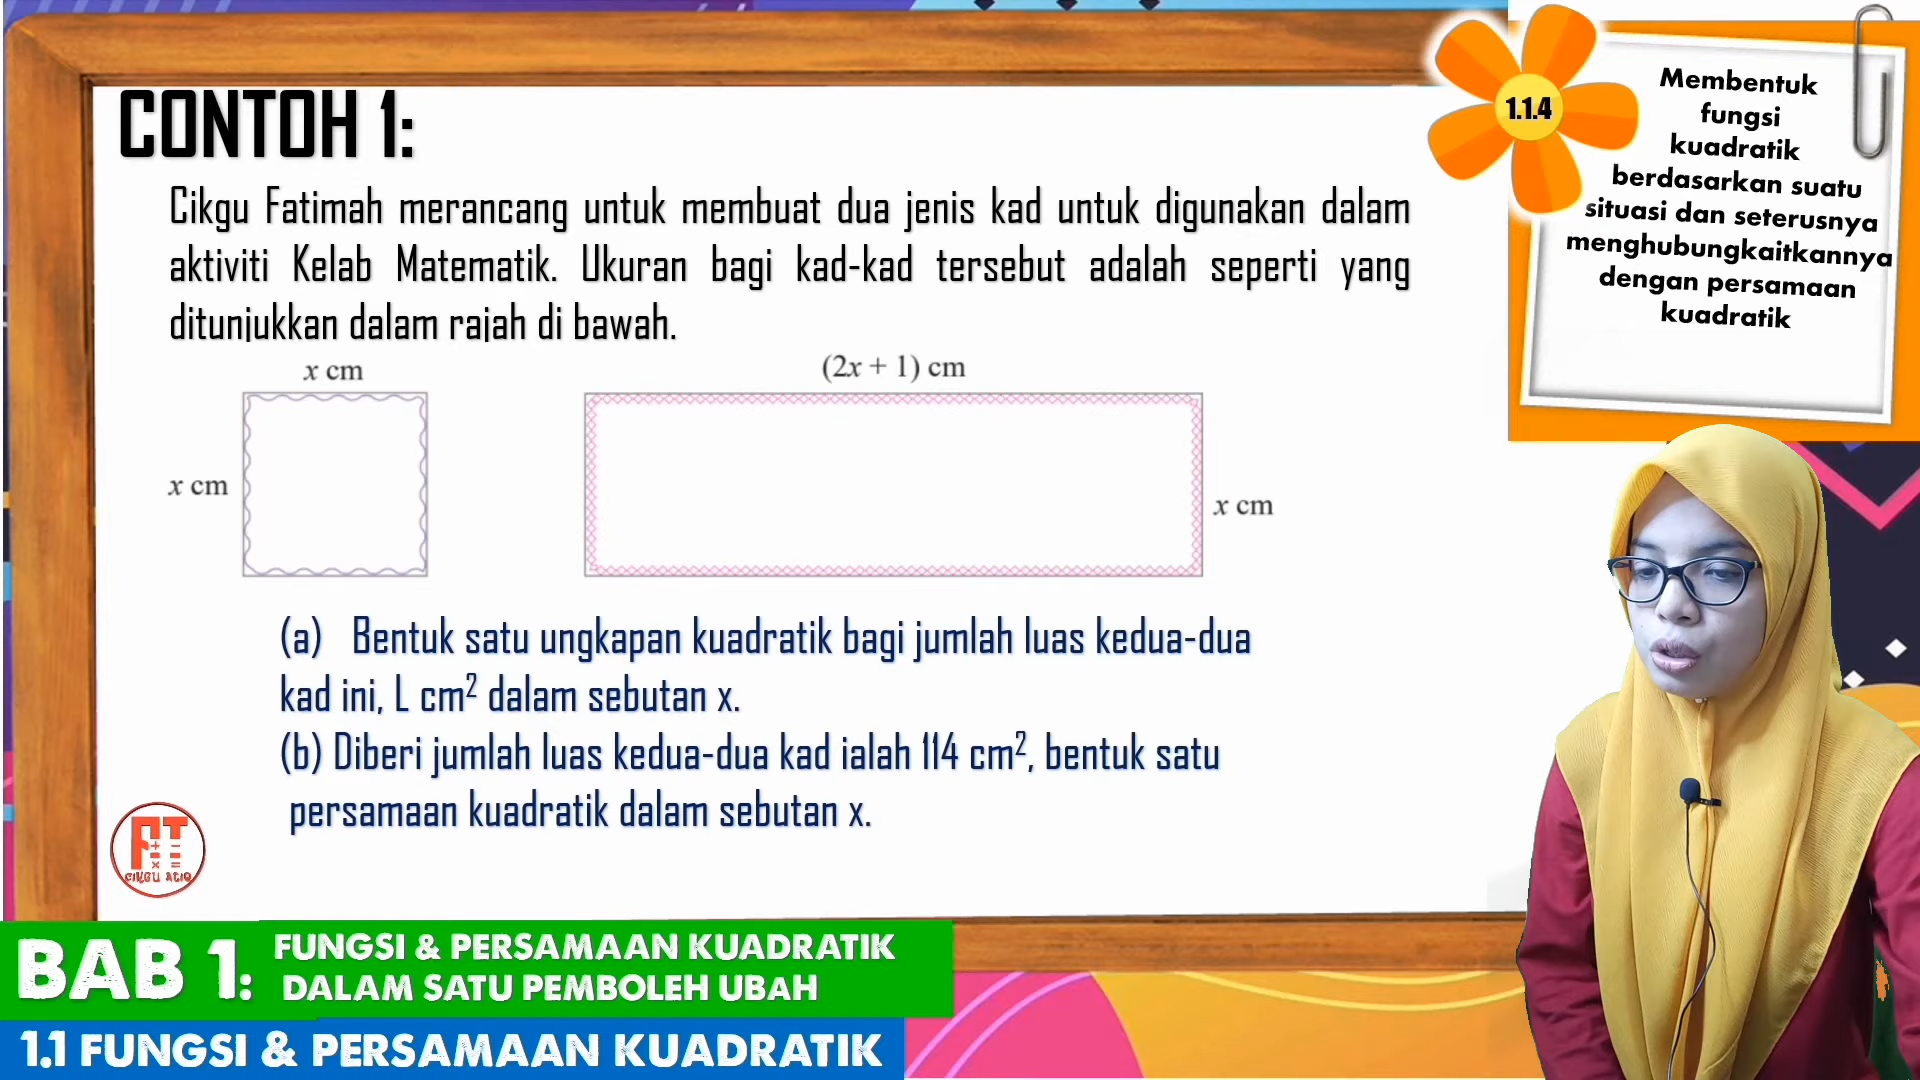 CONTOH 1:
Cikgu Fatimah merancang untuk membuat dua jenis kad untuk digunakan dalam
aktiviti Kelab Matematik. Ukuran bagi kad-kad tersebut adalah seperti yang
ditunjukkan dalam rajah di bawah.
x cm
(2x + 1) cm
x cm
x cm
(a) Bentuk satu ungkapan kuadratik bagi jumlah luas kedua-dua
kad ini, L cm² dalam sebutan x.
(b) Diberi jumlah luas kedua-dua kad ialah 114 cm², bentuk satu
persamaan kuadratik dalam sebutan x.
1.1.4
Membentuk
fungsi
kuadratik
berdasarkan suatu
situasi dan seterusnya
menghubungkaitkannya
dengan persamaan
kuadratik
CIKGU ATIQ
BAB 1:
FUNGSI & PERSAMAAN KUADRATIK
DALAM SATU PEMBOLEH UBAH
1.1 FUNGSI & PERSAMAAN KUADRATIK